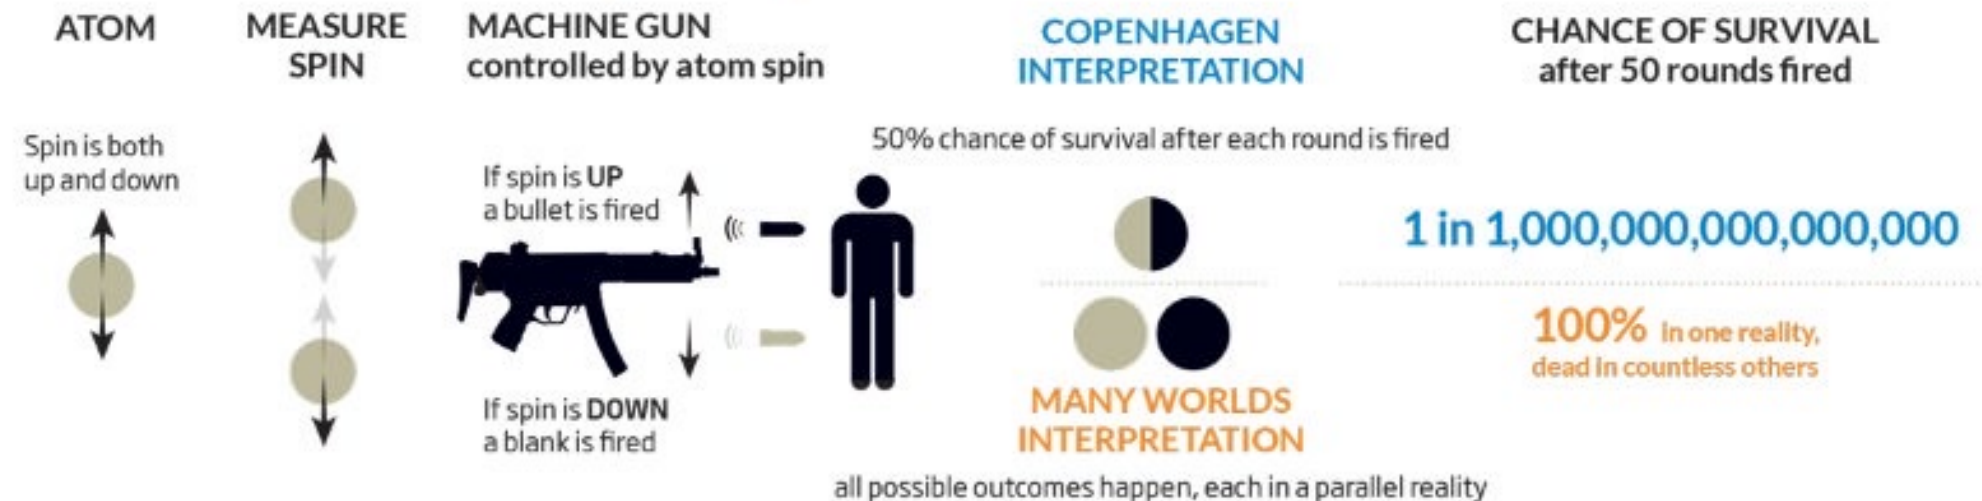 ATOM
Spin is both
up and down
MEASURE
SPIN
MACHINE GUN
controlled by atom spin
If spin is UP
a bullet is fired
If spin is DOWN
a blank is fired
COPENHAGEN
INTERPRETATION
50% chance of survival after each round is fired
MANY WORLDS
INTERPRETATION
all possible outcomes happen, each in a parallel reality
CHANCE OF SURVIVAL
after 50 rounds fired
1 in 1,000,000,000,000,000
100% in one reality,
dead in countless others